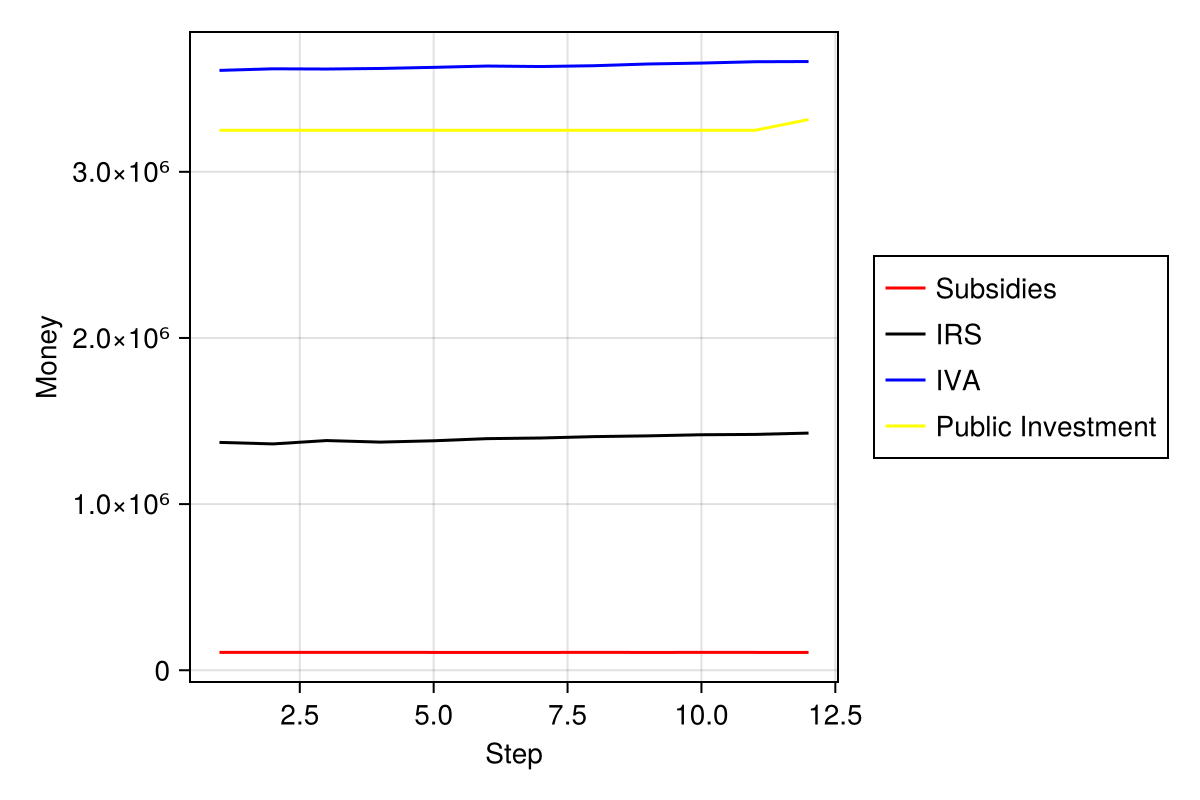 3.0×10⁶
2.0×10⁶
1.0×10⁶
0
Money
2.5 5.0 7.5 10.0 12.5
Step
Subsidies
IRS
IVA
Public Investment